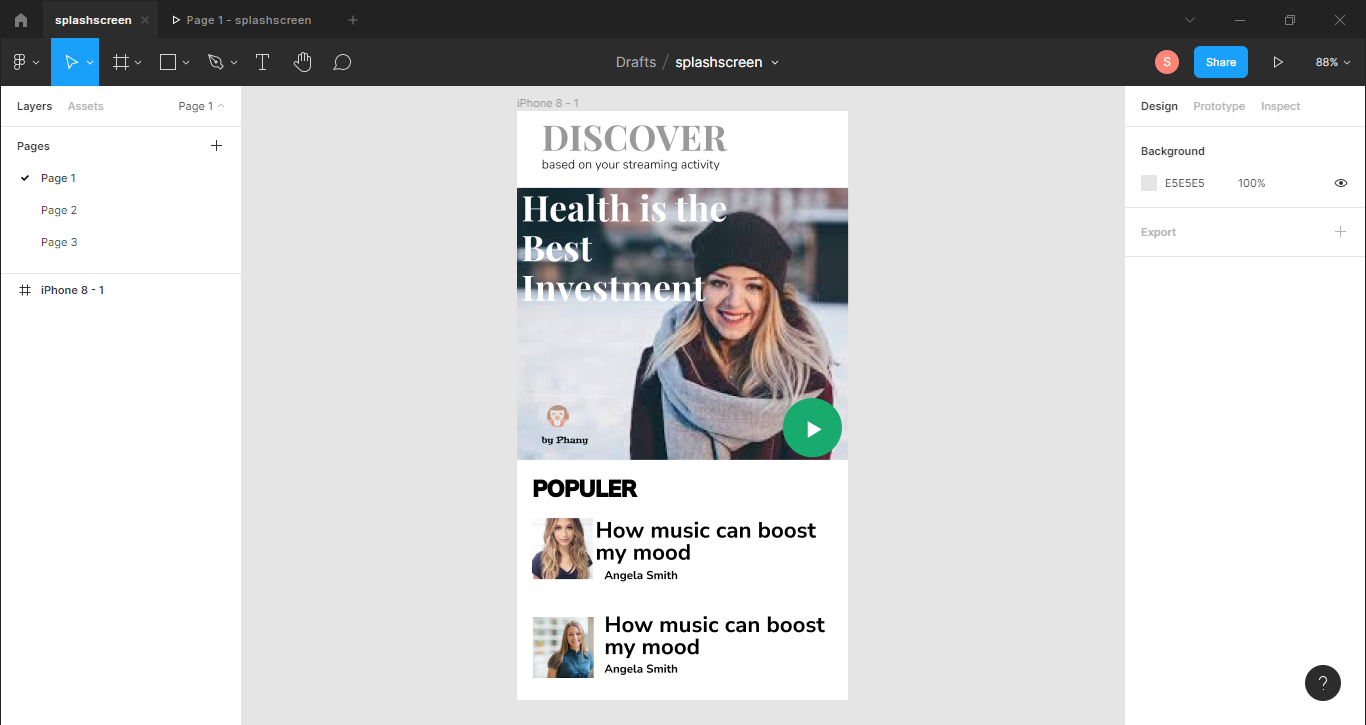 splashscreen
Page 1 - splashscreen
Drafts / splashscreen
S
Share
88%
Layers
Assets
Page 1
Pages
Page 1
Page 2
Page 3
iPhone 8 - 1
iPhone 8 - 1
DISCOVER
based on your streaming activity
Health is the
Best
Investment
by Phany
POPULER
How music can boost
my mood
Angela Smith
How music can boost
my mood
Angela Smith
Design
Prototype
Inspect
Background
E5E5E5
100%
Export
?